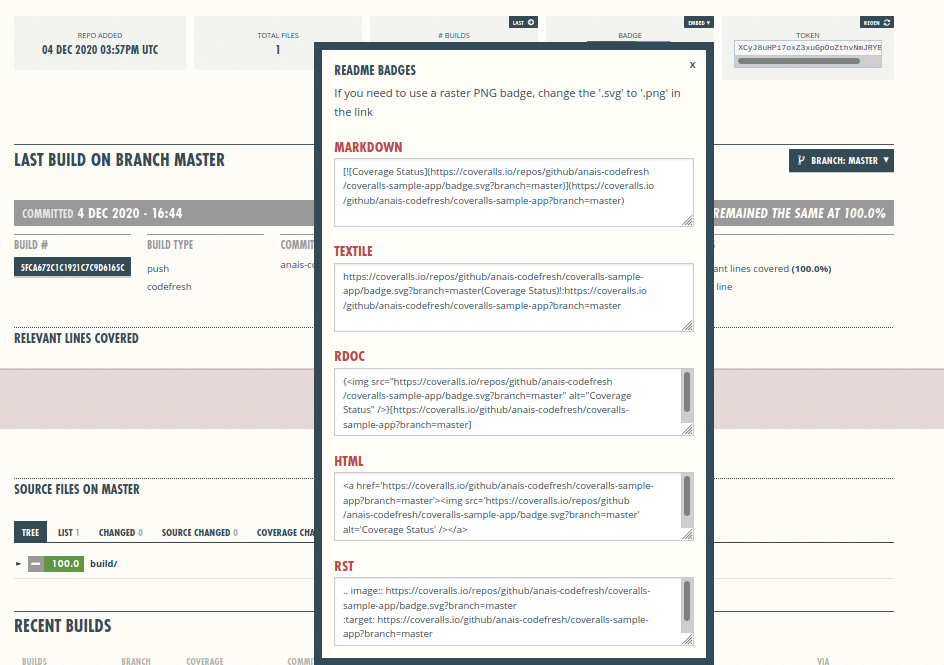 REPO ADDED
04 DEC 2020 03:57PM UTC
TOTAL FILES
1
LAST
# BUILDS
EMBED ▾
BADGE
REGEN
TOKEN
LAST BUILD ON BRANCH MASTER
BRANCH: MASTER ▼
COMMITTED 4 DEC 2020 - 16:44
REMAINED THE SAME AT 100.0%
BUILD #
5FCA672C1C1921C7C9D6165C
BUILD TYPE
push
codefresh
COMMIT
anais-co
ant lines covered (100.0%)
line
RELEVANT LINES COVERED
SOURCE FILES ON MASTER
TREE
LIST 1
CHANGED 0
SOURCE CHANGED 0
COVERAGE CHA
► — 100.0 build/
RECENT BUILDS
BUILDS
BRANCH
COVERAGE
COMMI
VIA
x
README BADGES
If you need to use a raster PNG badge, change the '.svg' to '.png' in
the link
MARKDOWN
[![Coverage Status](https://coveralls.io/repos/github/anais-codefresh
/coveralls-sample-app/badge.svg?branch=master)](https://coveralls.io
/github/anais-codefresh/coveralls-sample-app?branch=master)
TEXTILE
https://coveralls.io/repos/github/anais-codefresh/coveralls-sample-
app/badge.svg?branch=master(Coverage Status)!:https://coveralls.io
/github/anais-codefresh/coveralls-sample-app?branch=master
RDOC
{<img src="https://coveralls.io/repos/github/anais-codefresh
/coveralls-sample-app/badge.svg?branch=master" alt="Coverage
Status" />}[https://coveralls.io/github/anais-codefresh/coveralls-
sample-app?branch=master]
HTML
<a href='https://coveralls.io/github/anais-codefresh/coveralls-sample-
app?branch=master'><img src='https://coveralls.io/repos/github
/anais-codefresh/coveralls-sample-app/badge.svg?branch=master'
alt='Coverage Status' /></a>
RST
.. image:: https://coveralls.io/repos/github/anais-codefresh/coveralls-
sample-app/badge.svg?branch=master
:target: https://coveralls.io/github/anais-codefresh/coveralls-sample-
app?branch=master